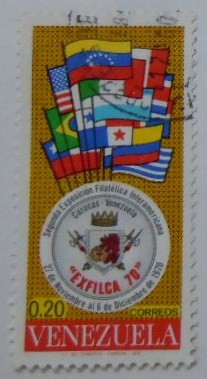 Segunda Exposición Filatélica Interamericana
Caracas - Venezuela
"EXFILCA 70"
27 de Noviembre al 6 de Diciembre de 1970
0.20 CORREOS
VENEZUELA